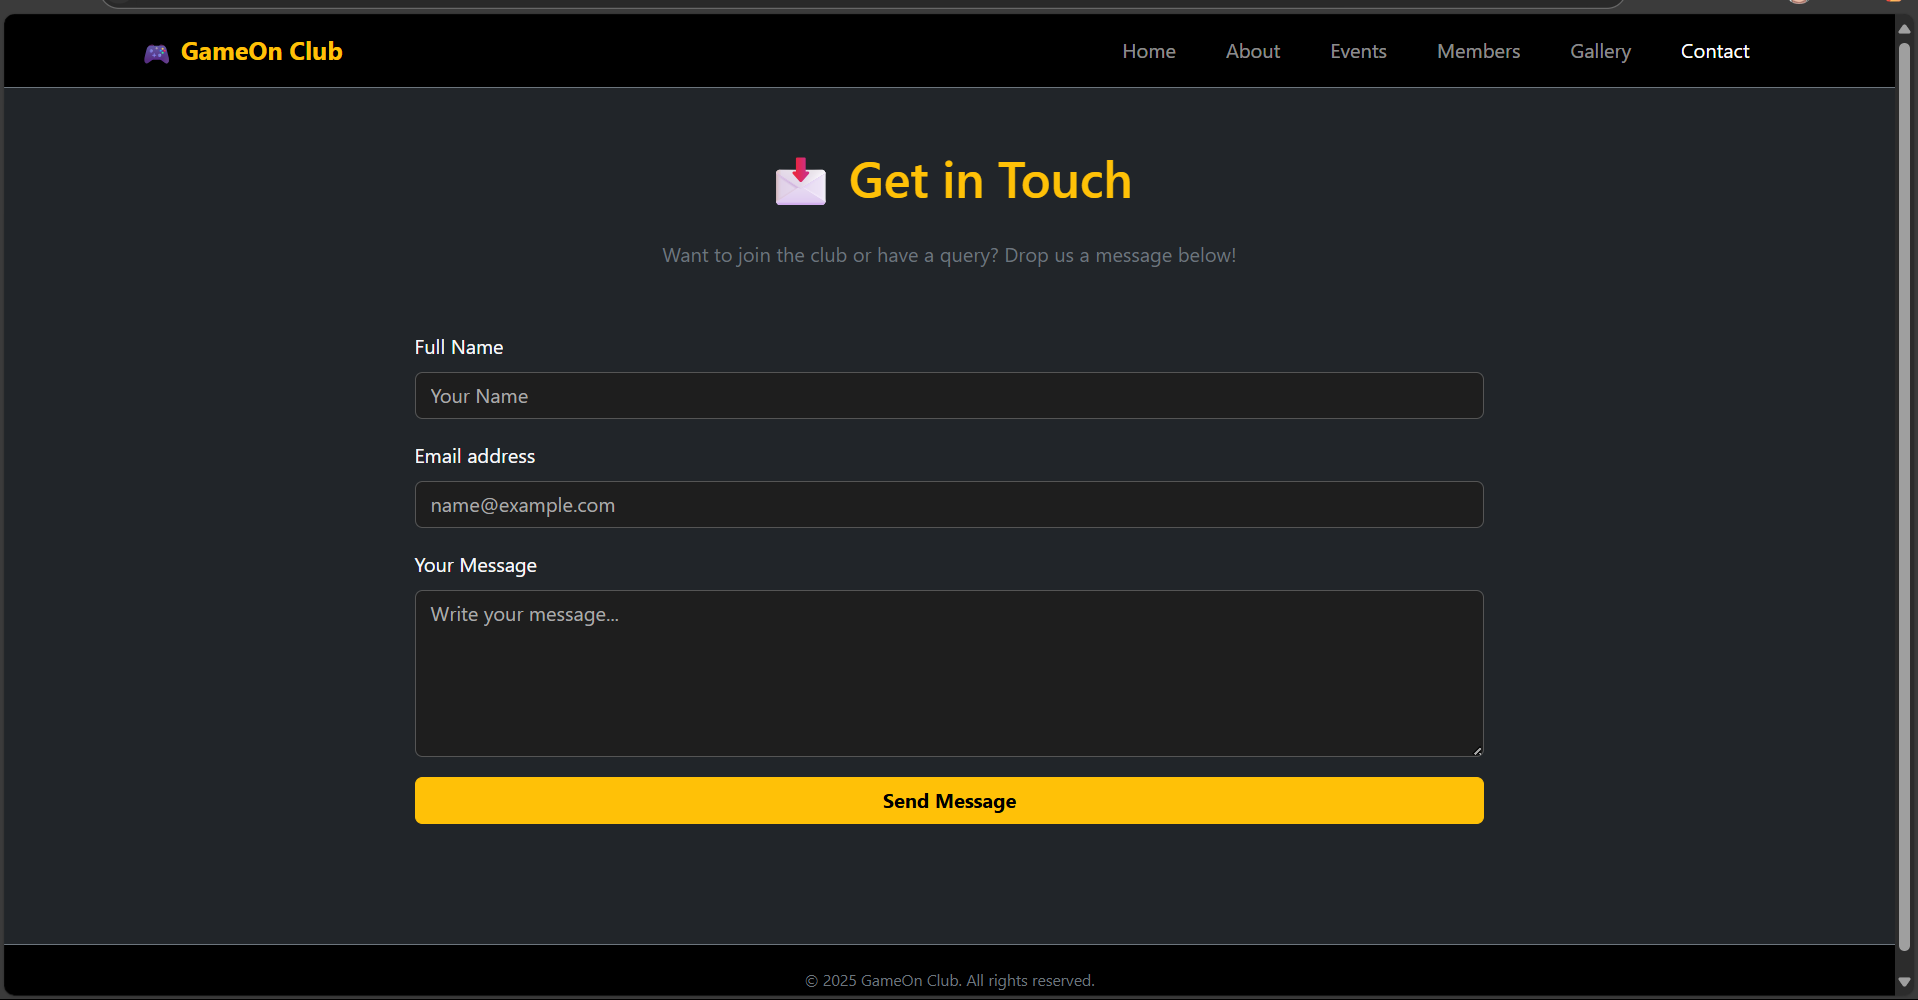 GameOn Club
Home About Events Members Gallery Contact
Get in Touch
Want to join the club or have a query? Drop us a message below!
Full Name
Your Name
Email address
name@example.com
Your Message
Write your message...
Send Message
© 2025 GameOn Club. All rights reserved.